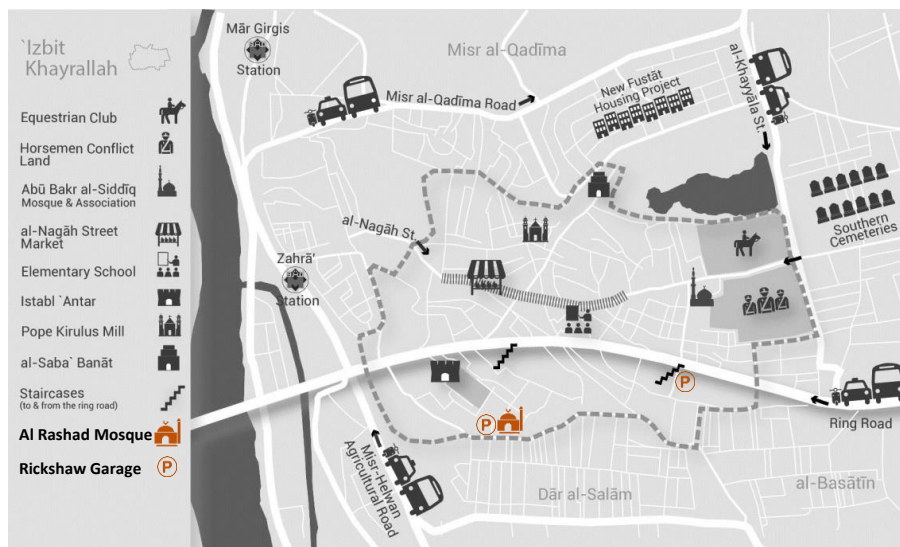 `Izbit
Khayrallah
Equestrian Club
Horsemen Conflict
Land
Abū Bakr al-Siddīq
Mosque & Association
al-Nagāh Street
Market
Elementary School
Istabl `Antar
Pope Kirulus Mill
al-Saba` Banāt
Staircases
(to & from the ring road)
Al Rashad Mosque
Rickshaw Garage
P
Mār Girgis
Station
Misr al-Qadīma
Misr al-Qadīma Road
New Fustāt
Housing Project
al-Khayyāla St.
Southern
Cemeteries
al-Nagāh St.
Zahrā'
Station
P
P
Ring Road
Misr-Helwan
Agricultural Road
Dār al-Salām
al-Basātīn